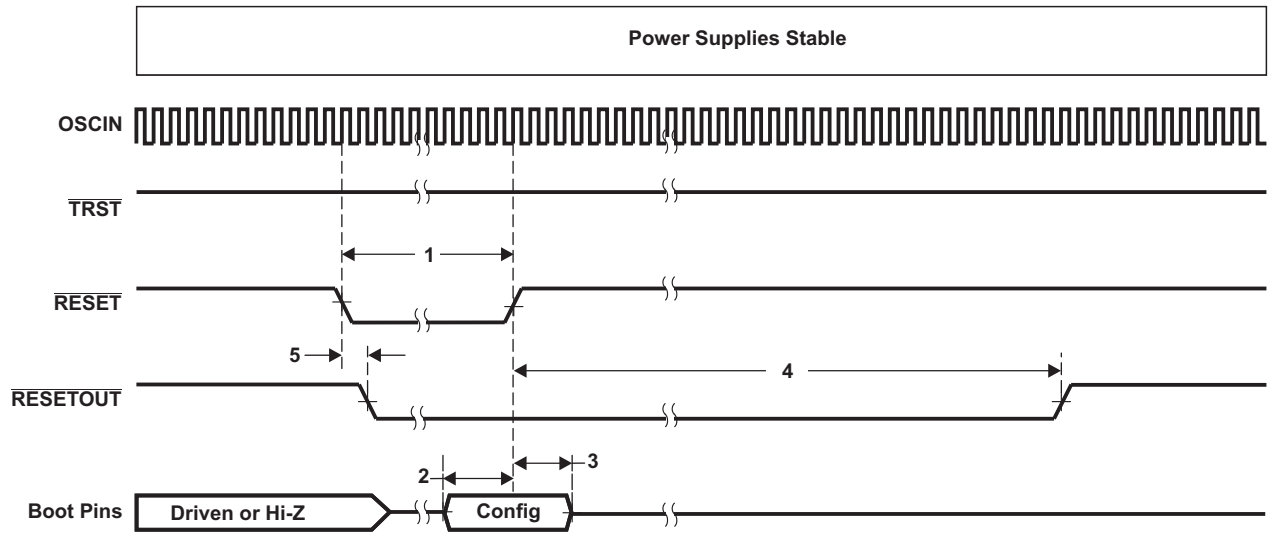 Power Supplies Stable
OSCIN
TRST
1
RESET
5
4
RESETOUT
2
3
Boot Pins
Driven or Hi-Z
Config